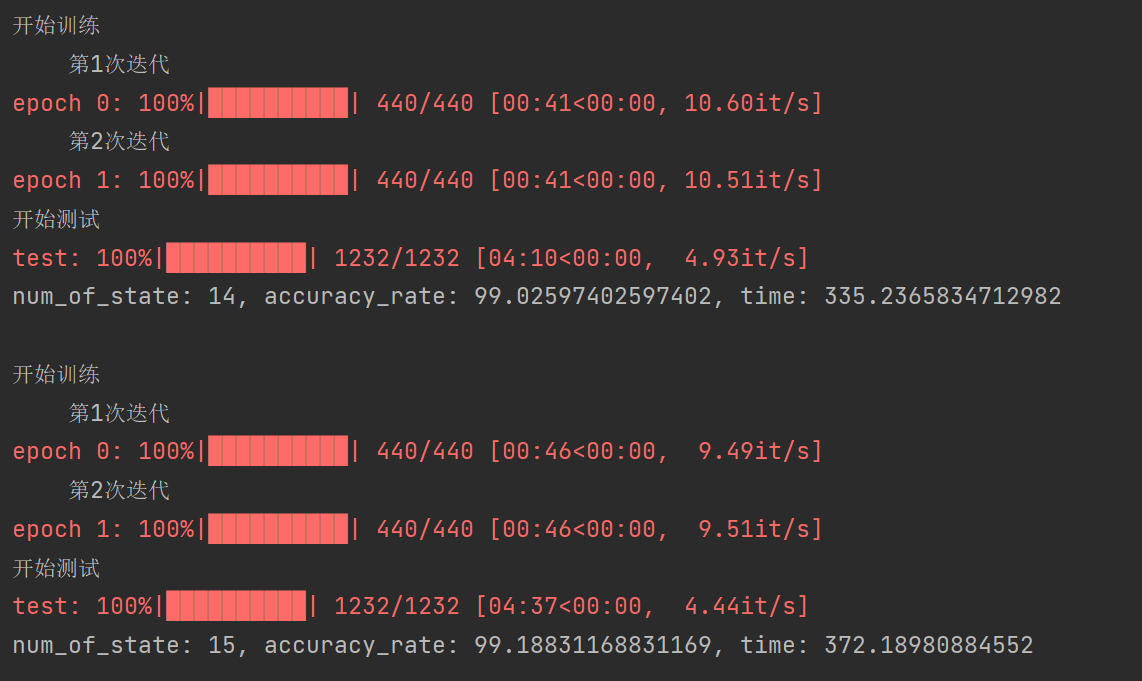 开始训练
第1次迭代
epoch 0: 100%|██████████| 440/440 [00:41<00:00, 10.60it/s]
第2次迭代
epoch 1: 100%|██████████| 440/440 [00:41<00:00, 10.51it/s]
开始测试
test: 100%|██████████| 1232/1232 [04:10<00:00,  4.93it/s]
num_of_state: 14, accuracy_rate: 99.02597402597402, time: 335.2365834712982
开始训练
第1次迭代
epoch 0: 100%|██████████| 440/440 [00:46<00:00,  9.49it/s]
第2次迭代
epoch 1: 100%|██████████| 440/440 [00:46<00:00,  9.51it/s]
开始测试
test: 100%|██████████| 1232/1232 [04:37<00:00,  4.44it/s]
num_of_state: 15, accuracy_rate: 99.18831168831169, time: 372.18980884552